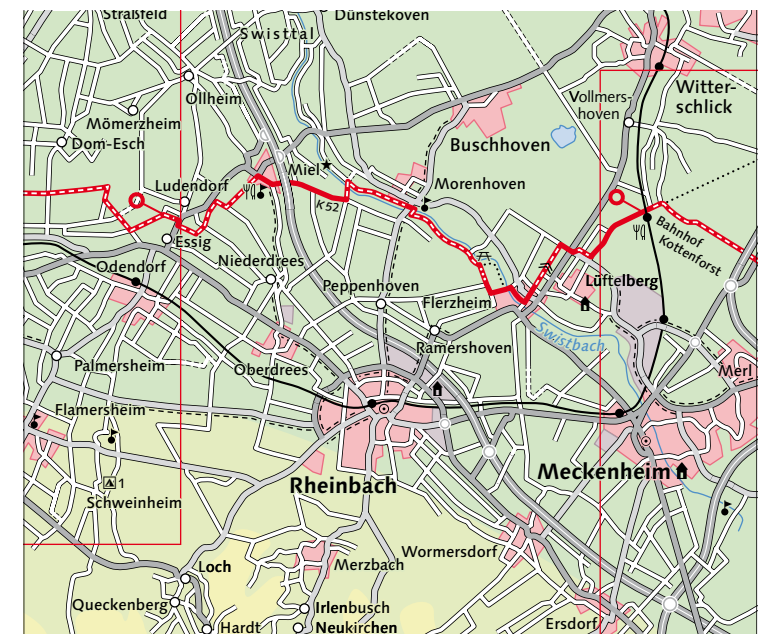 Straßfeld
Dünstekoven
Swisttal
Ollheim
Witter-
schlick
Vollmers-
hoven
Mömerzheim
Dom-Esch
Buschhoven
Miel
Ludendorf
Morenhoven
K 52
Essig
Bahnhof
Kottenforst
Odendorf
Niederdrees
Peppenhoven
Lüftelberg
Flerzheim
Swistbach
Ramershoven
Palmersheim
Oberdrees
Merl
Flamersheim
Meckenheim
1
Rheinbach
Schweinheim
Wormersdorf
Loch
Merzbach
Queckenberg
Irlenbusch
Hardt
Neukirchen
Ersdorf